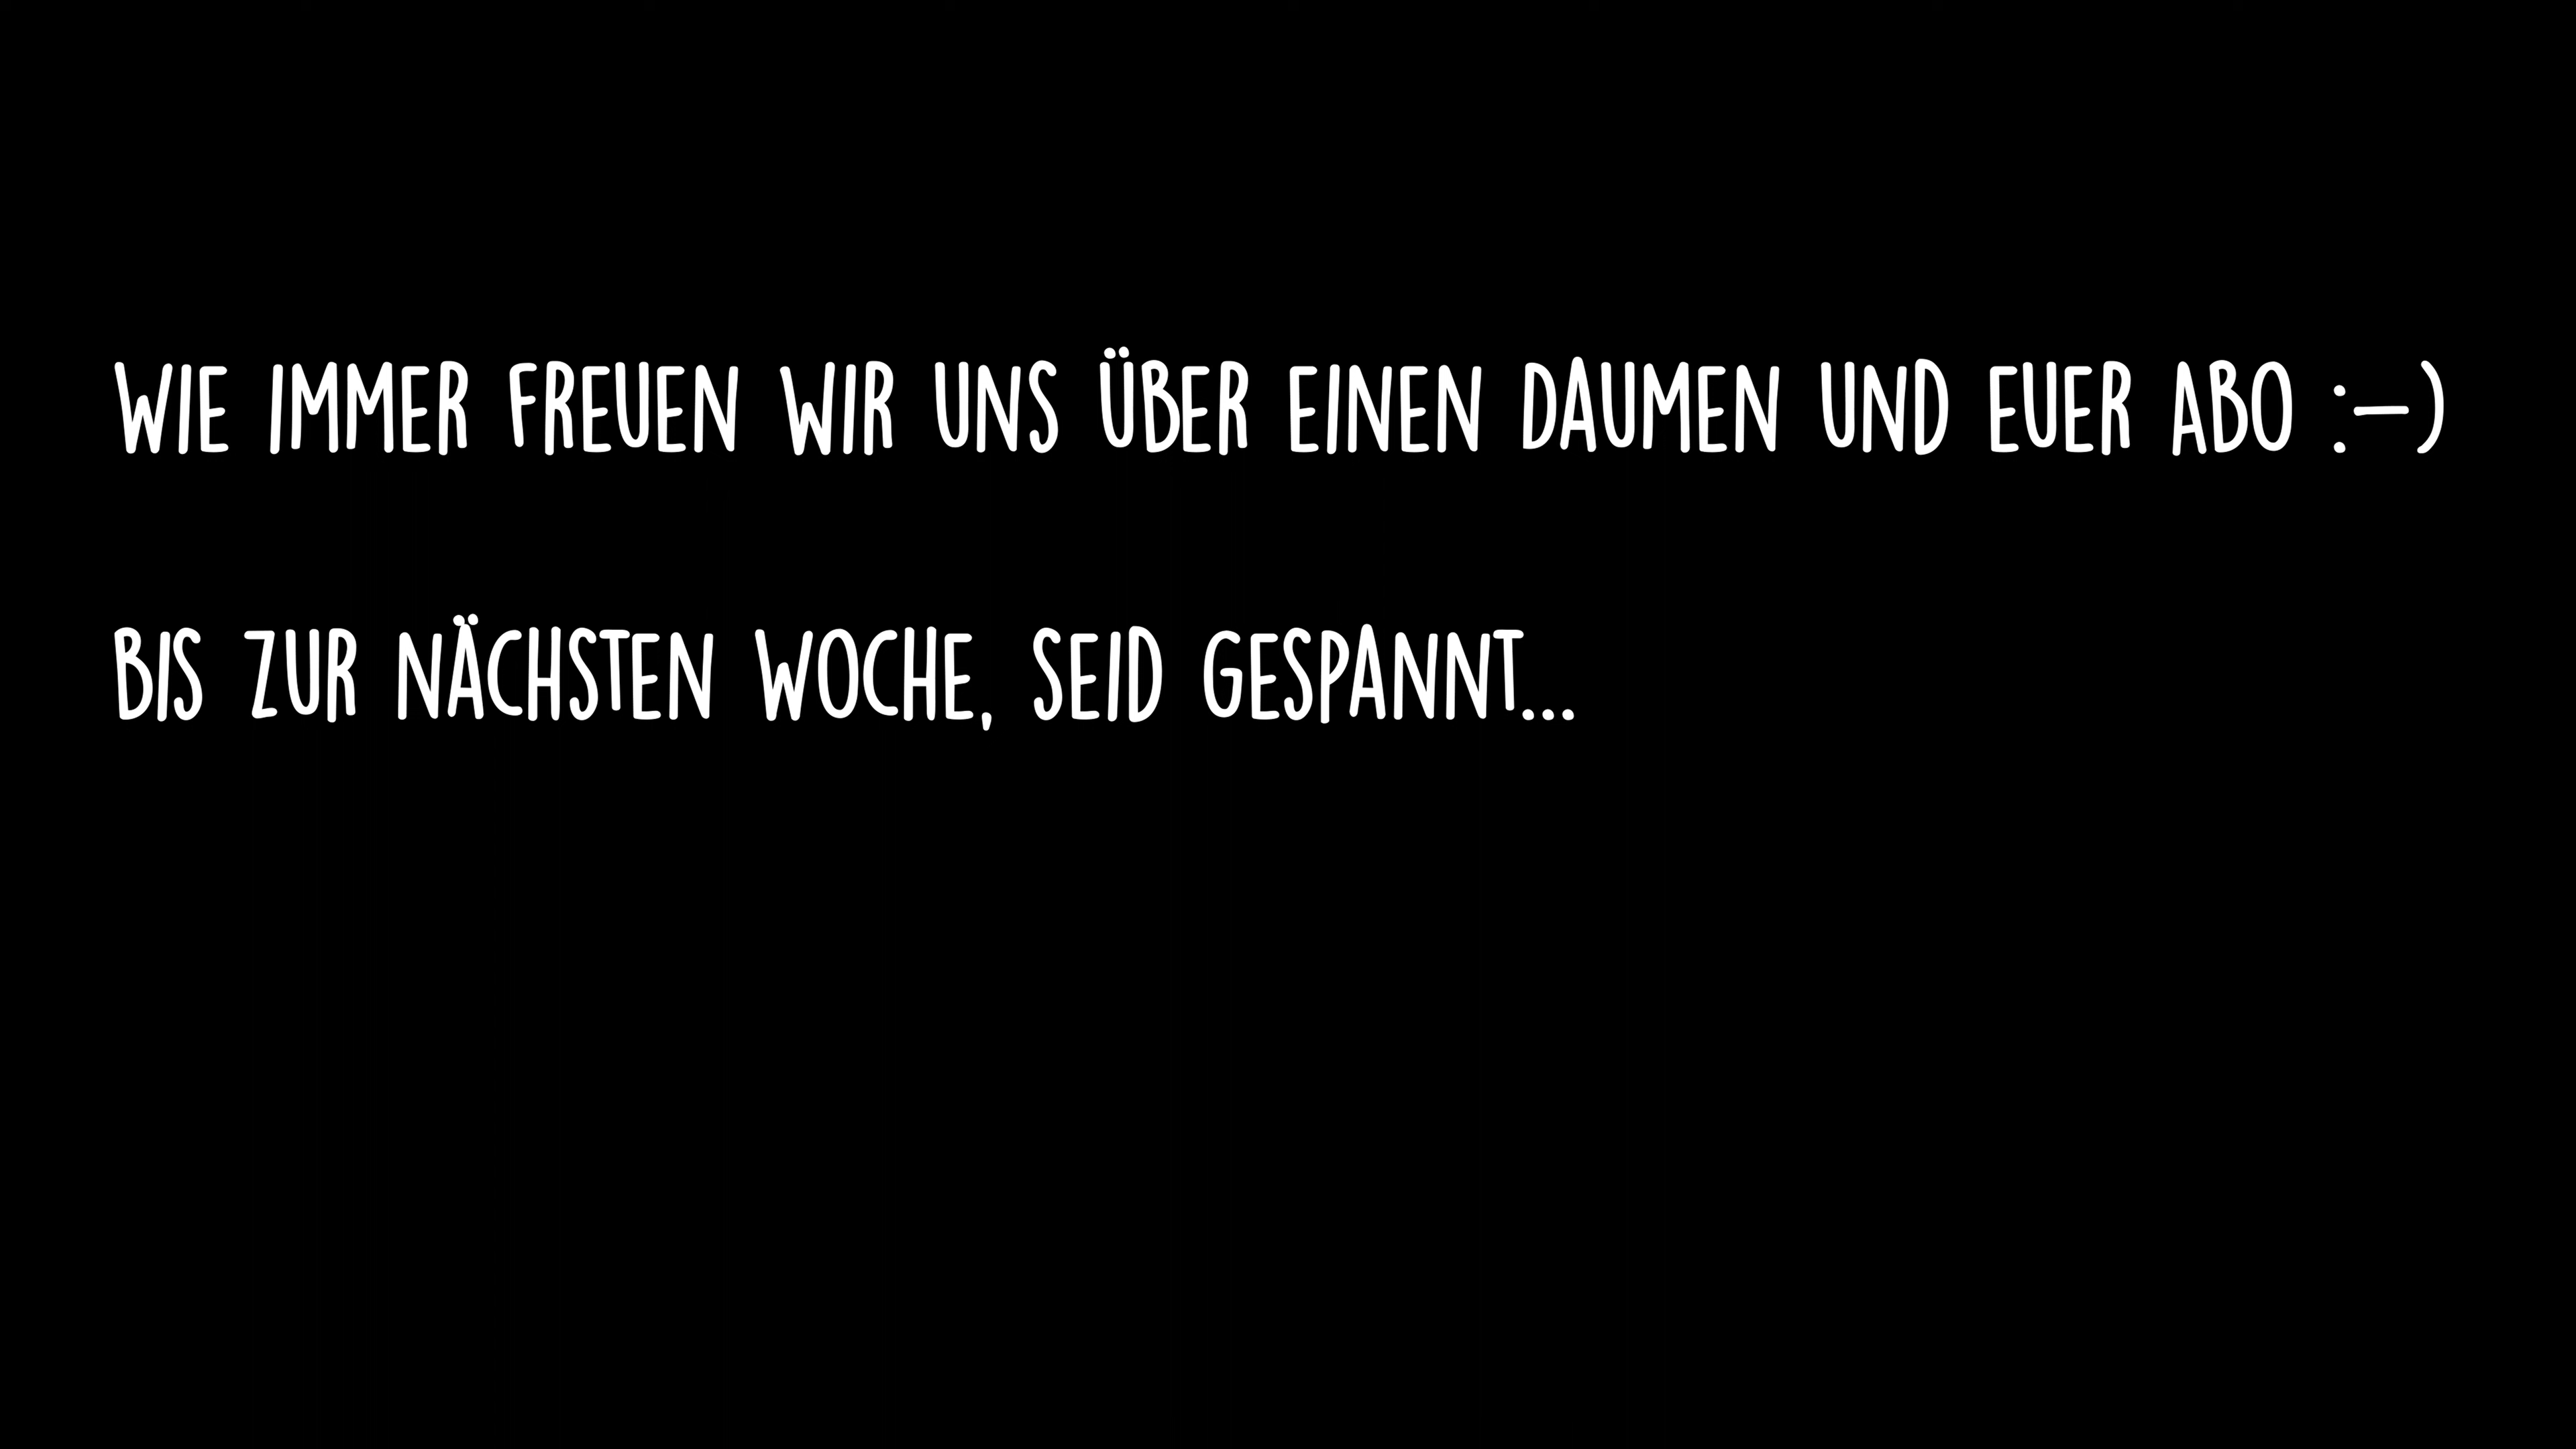 WIE IMMER FREUEN WIR UNS ÜBER EINEN DAUMEN UND EUER ABO :-)
BIS ZUR NÄCHSTEN WOCHE, SEID GESPANNT...